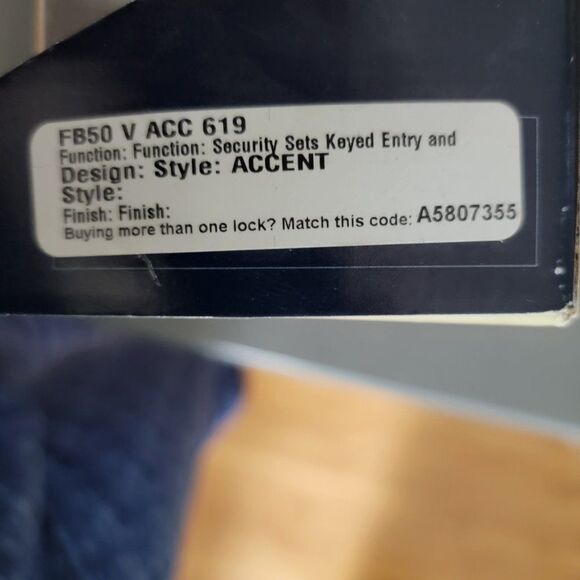 FB50 V ACC 619
Function: Function: Security Sets Keyed Entry and
Design: Style: ACCENT
Style:
Finish: Finish:
Buying more than one lock? Match this code: A5807355